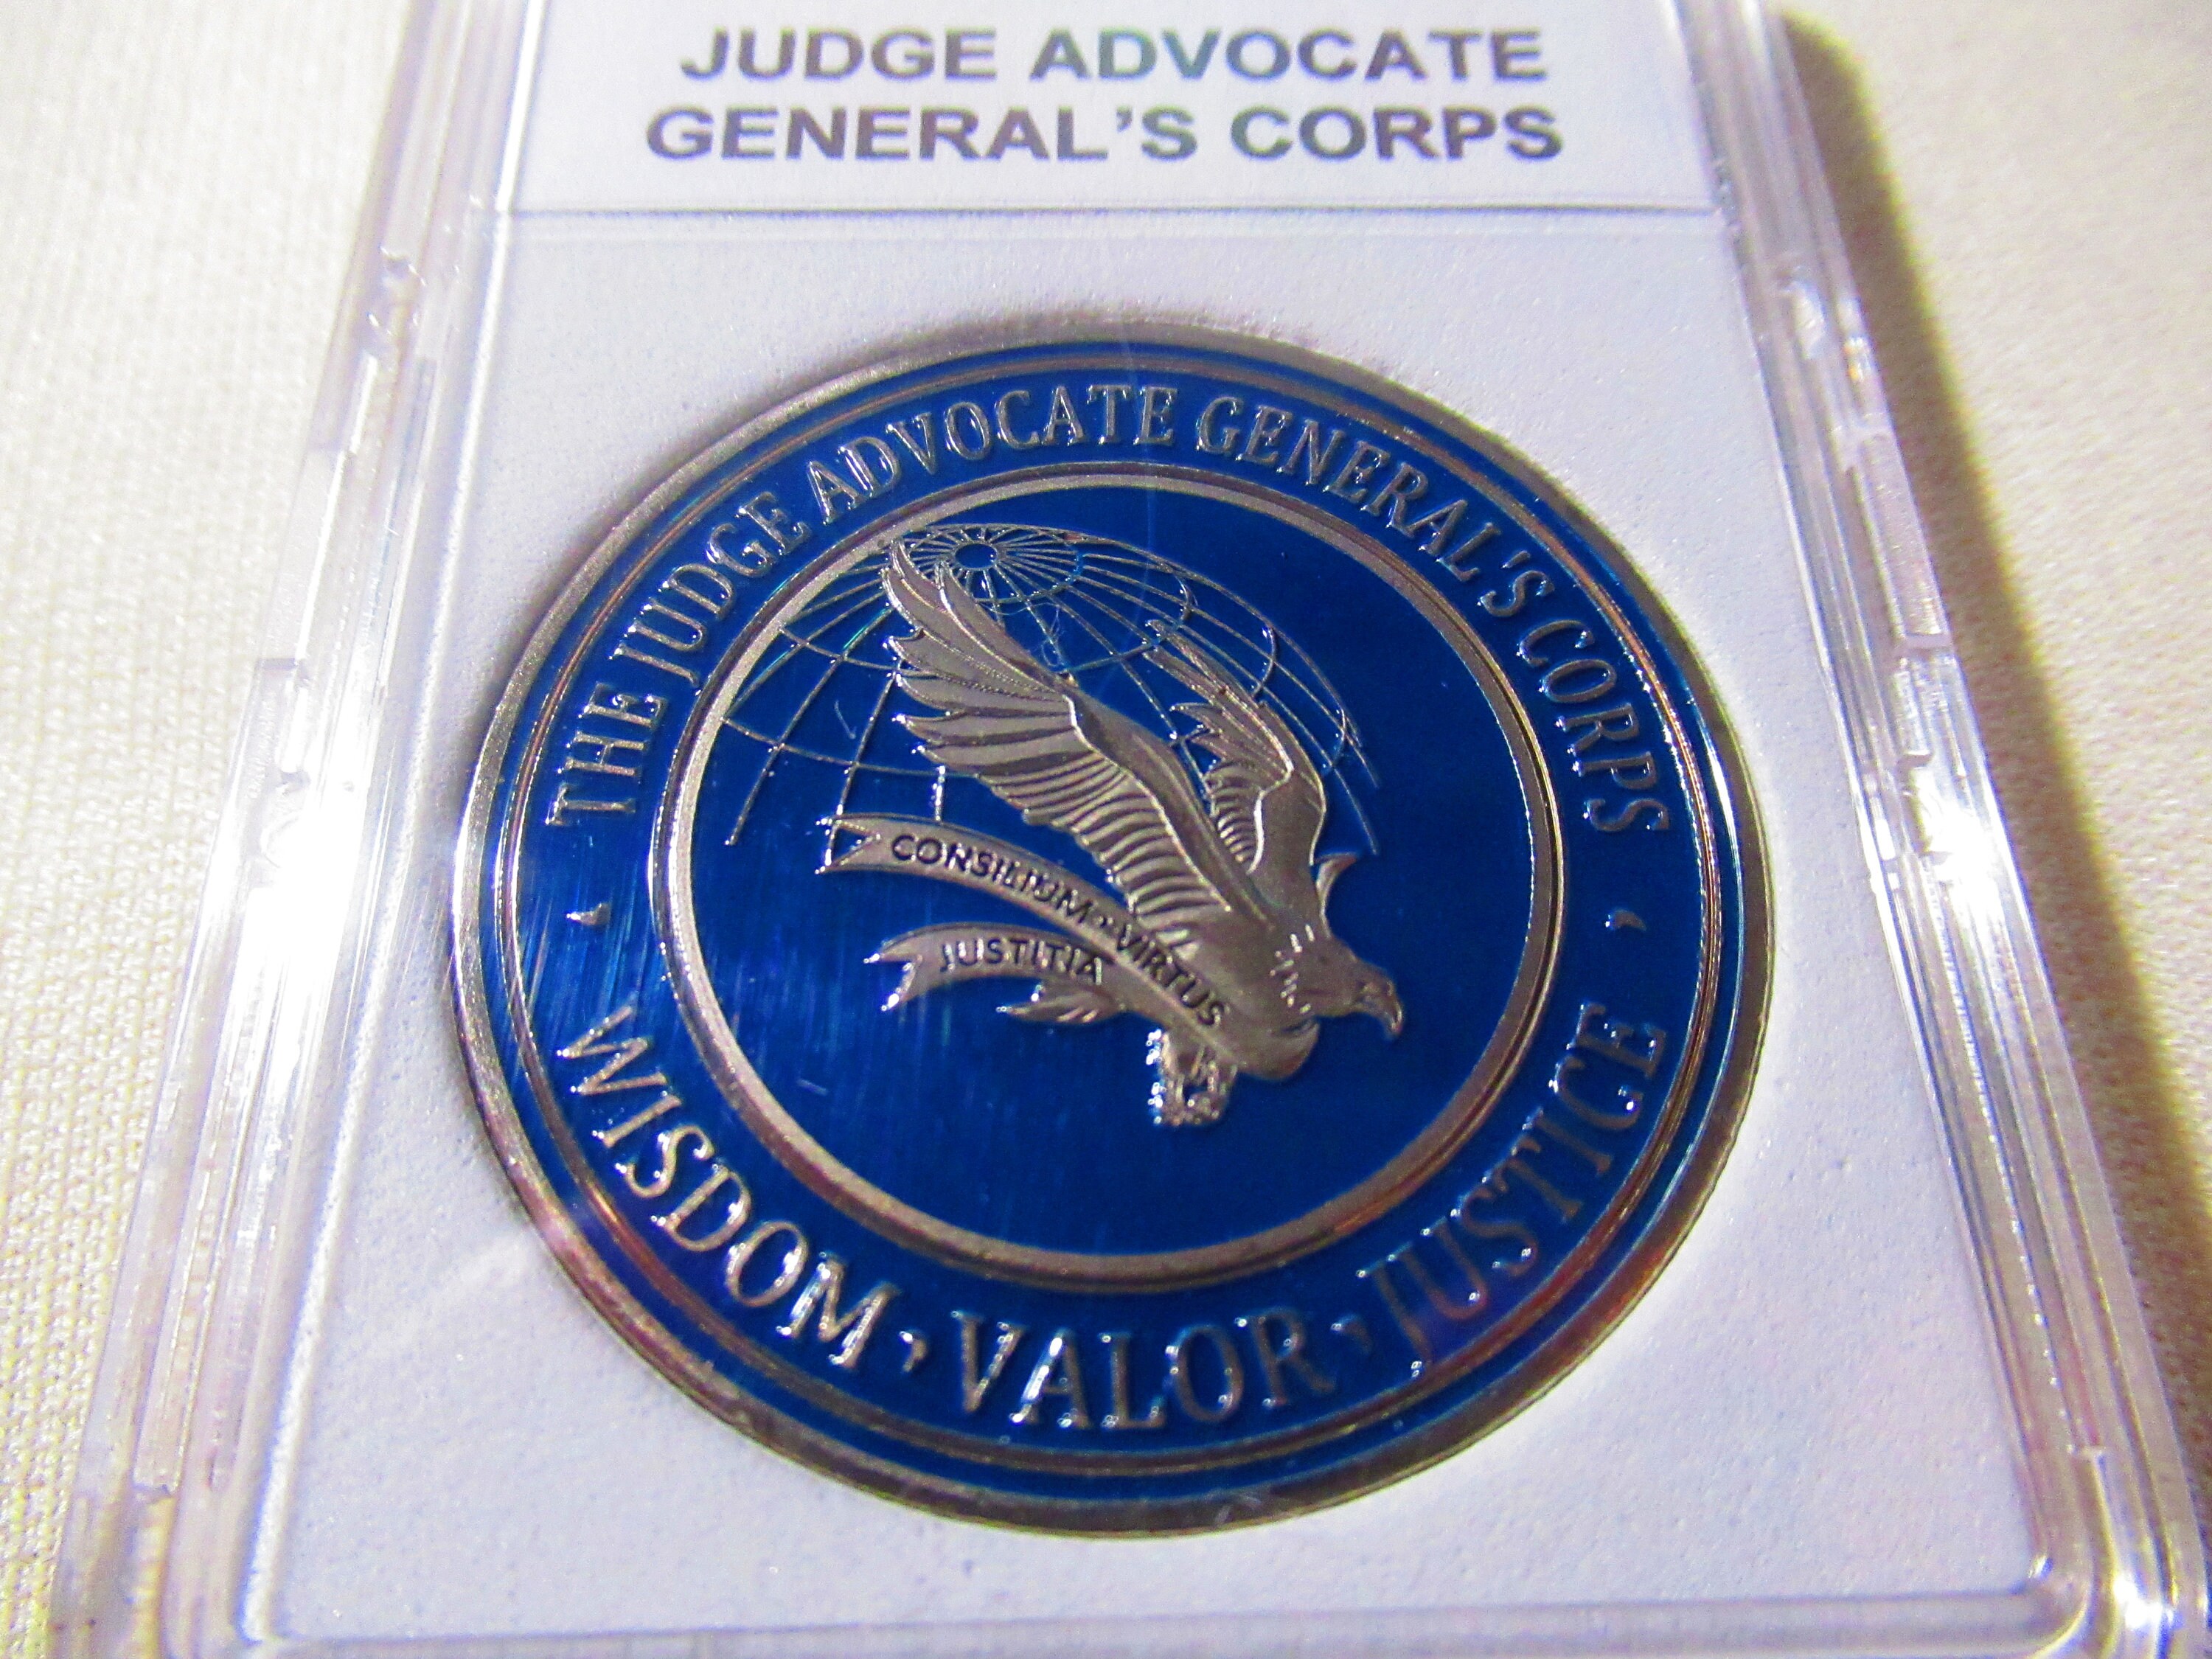 JUDGE ADVOCATE
GENERAL'S CORPS
THE JUDGE ADVOCATE GENERAL'S CORPS
CONSILIUM · VIRTUS
JUSTITIA
WISDOM, VALOR, JUSTICE